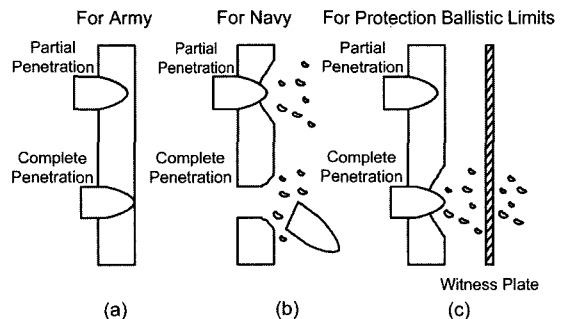 For Army
For Navy
For Protection Ballistic Limits
Partial
Penetration
Partial
Penetration
Partial
Penetration
Complete
Penetration
Complete
Penetration
Complete
Penetration
Witness Plate
(a)
(b)
(c)